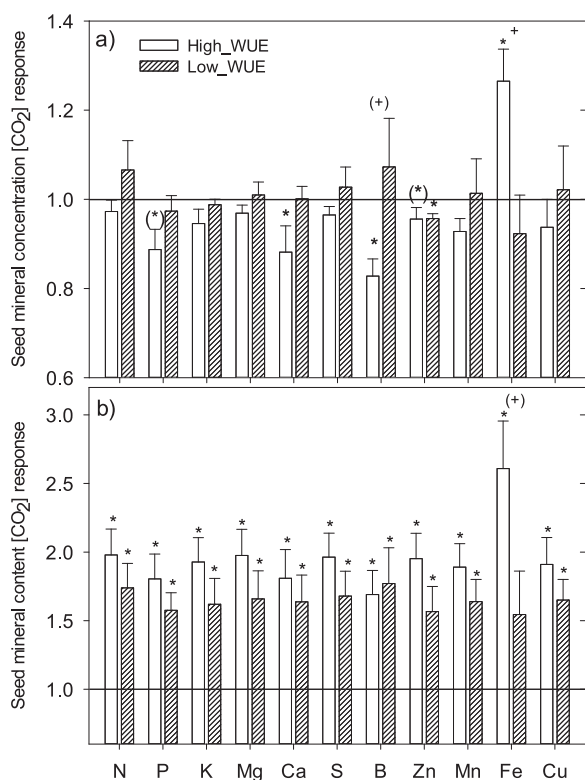 Seed mineral concentration [CO₂] response
a)
High_WUE
Low_WUE
1.4
1.2
1.0
0.8
0.6
(*)
*
(+)
*
(*)
*
*
+
Seed mineral content [CO₂] response
b)
3.0
2.5
2.0
1.5
1.0
(+)
*
* * * * * * * * * * * * * * * * * *
N P K Mg Ca S B Zn Mn Fe Cu